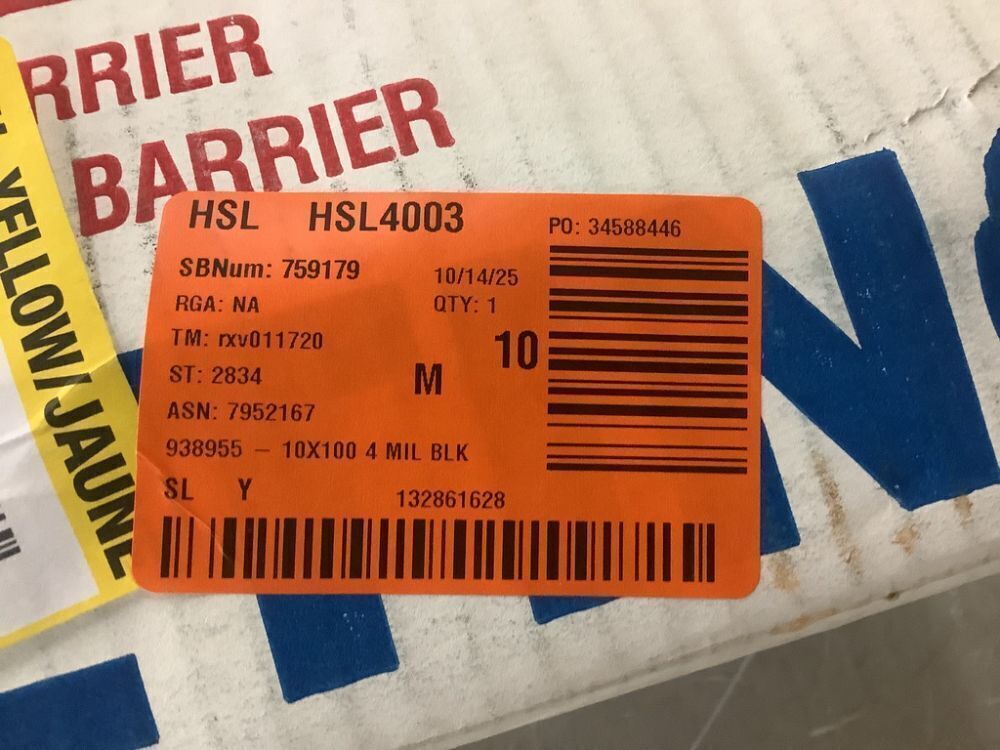 RRIER
BARRIER
YELLOW/JAUNE
HSL HSL4003
PO: 34588446
SBNum: 759179 10/14/25
RGA: NA QTY: 1
TM: rxv011720 10
ST: 2834 M
ASN: 7952167
938955 – 10X100 4 MIL BLK
SL Y 132861628